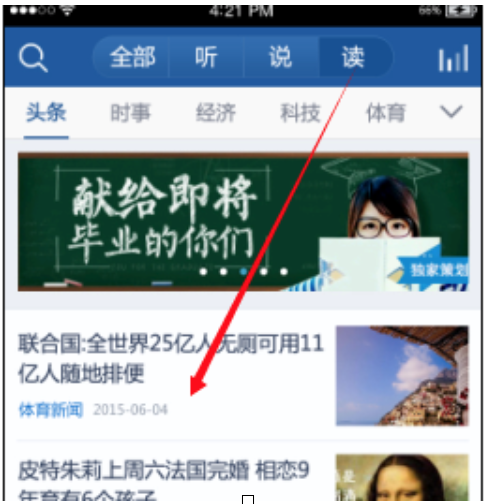 4:21 PM
66%
全部 听 说 读
头条 时事 经济 科技 体育
献给即将
毕业的你们
独家策划
联合国:全世界25亿人无厕可用11
亿人随地排便
体育新闻 2015-06-04
皮特朱莉上周六法国完婚 相恋9
年育有6个孩子